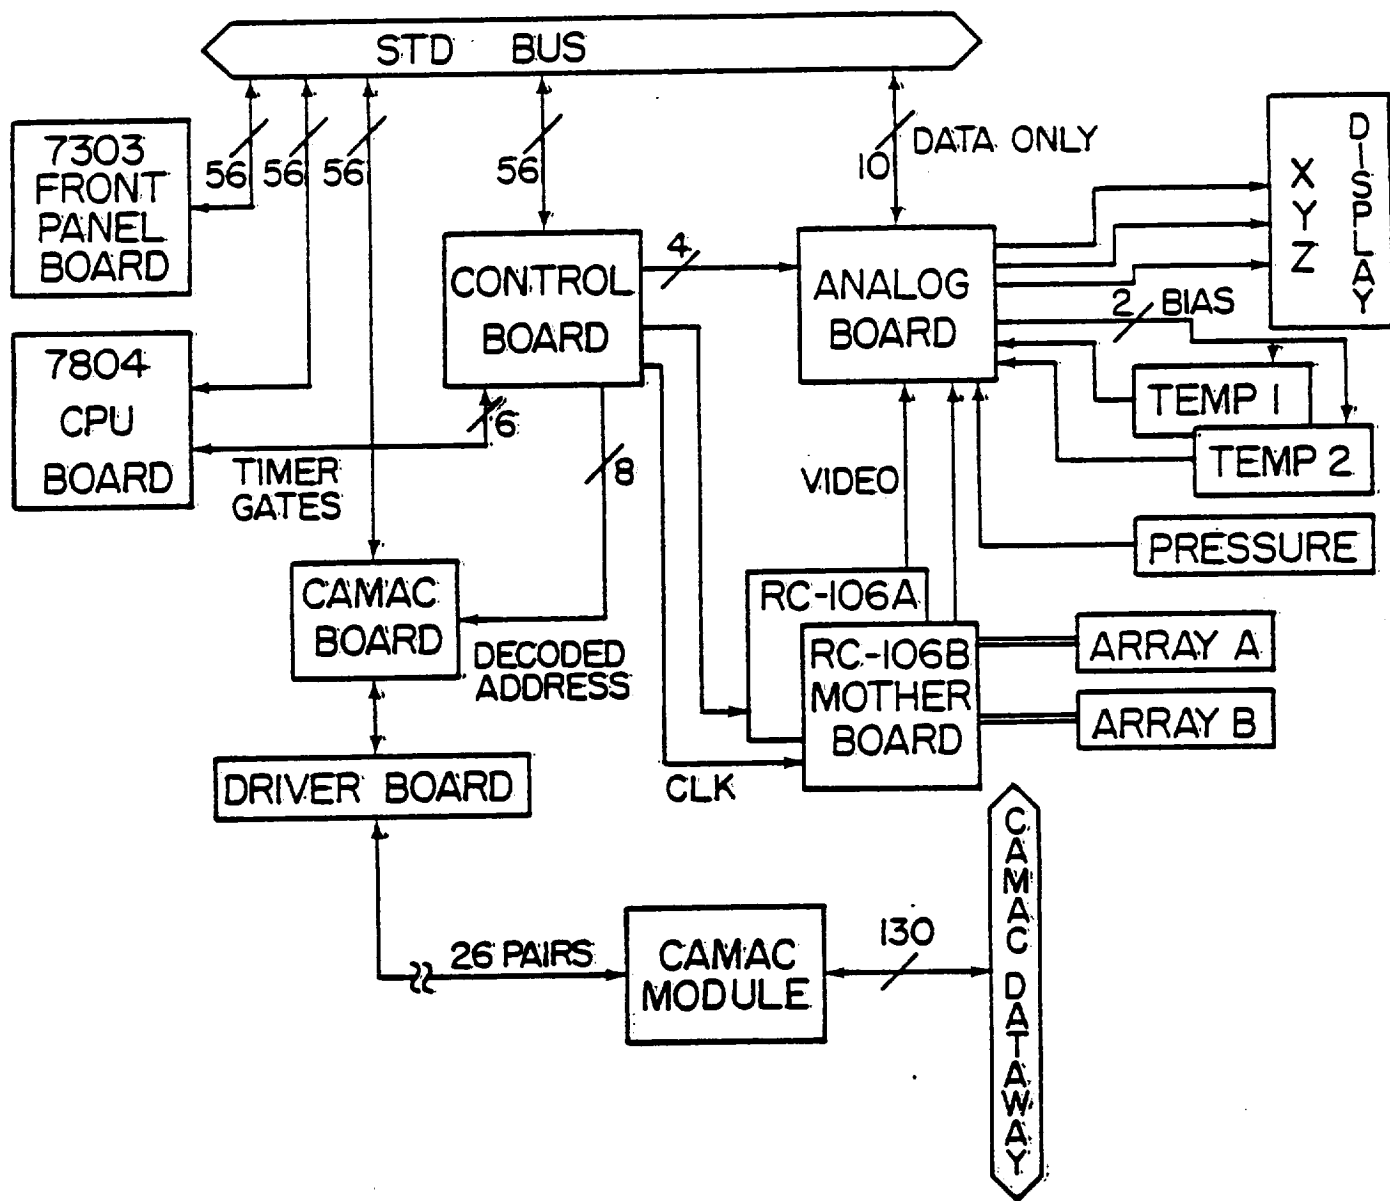 STD BUS
7303
FRONT
PANEL
BOARD
56
56
56
56
10
DATA ONLY
X
Y
Z
DISPLAY
CONTROL
BOARD
4
ANALOG
BOARD
2
BIAS
7804
CPU
BOARD
6
TIMER
GATES
8
TEMP 1
TEMP 2
VIDEO
PRESSURE
CAMAC
BOARD
DECODED
ADDRESS
RC-106A
RC-106B
MOTHER
BOARD
ARRAY A
ARRAY B
DRIVER BOARD
CLK
26 PAIRS
CAMAC
MODULE
130
CAMAC DATAWAY